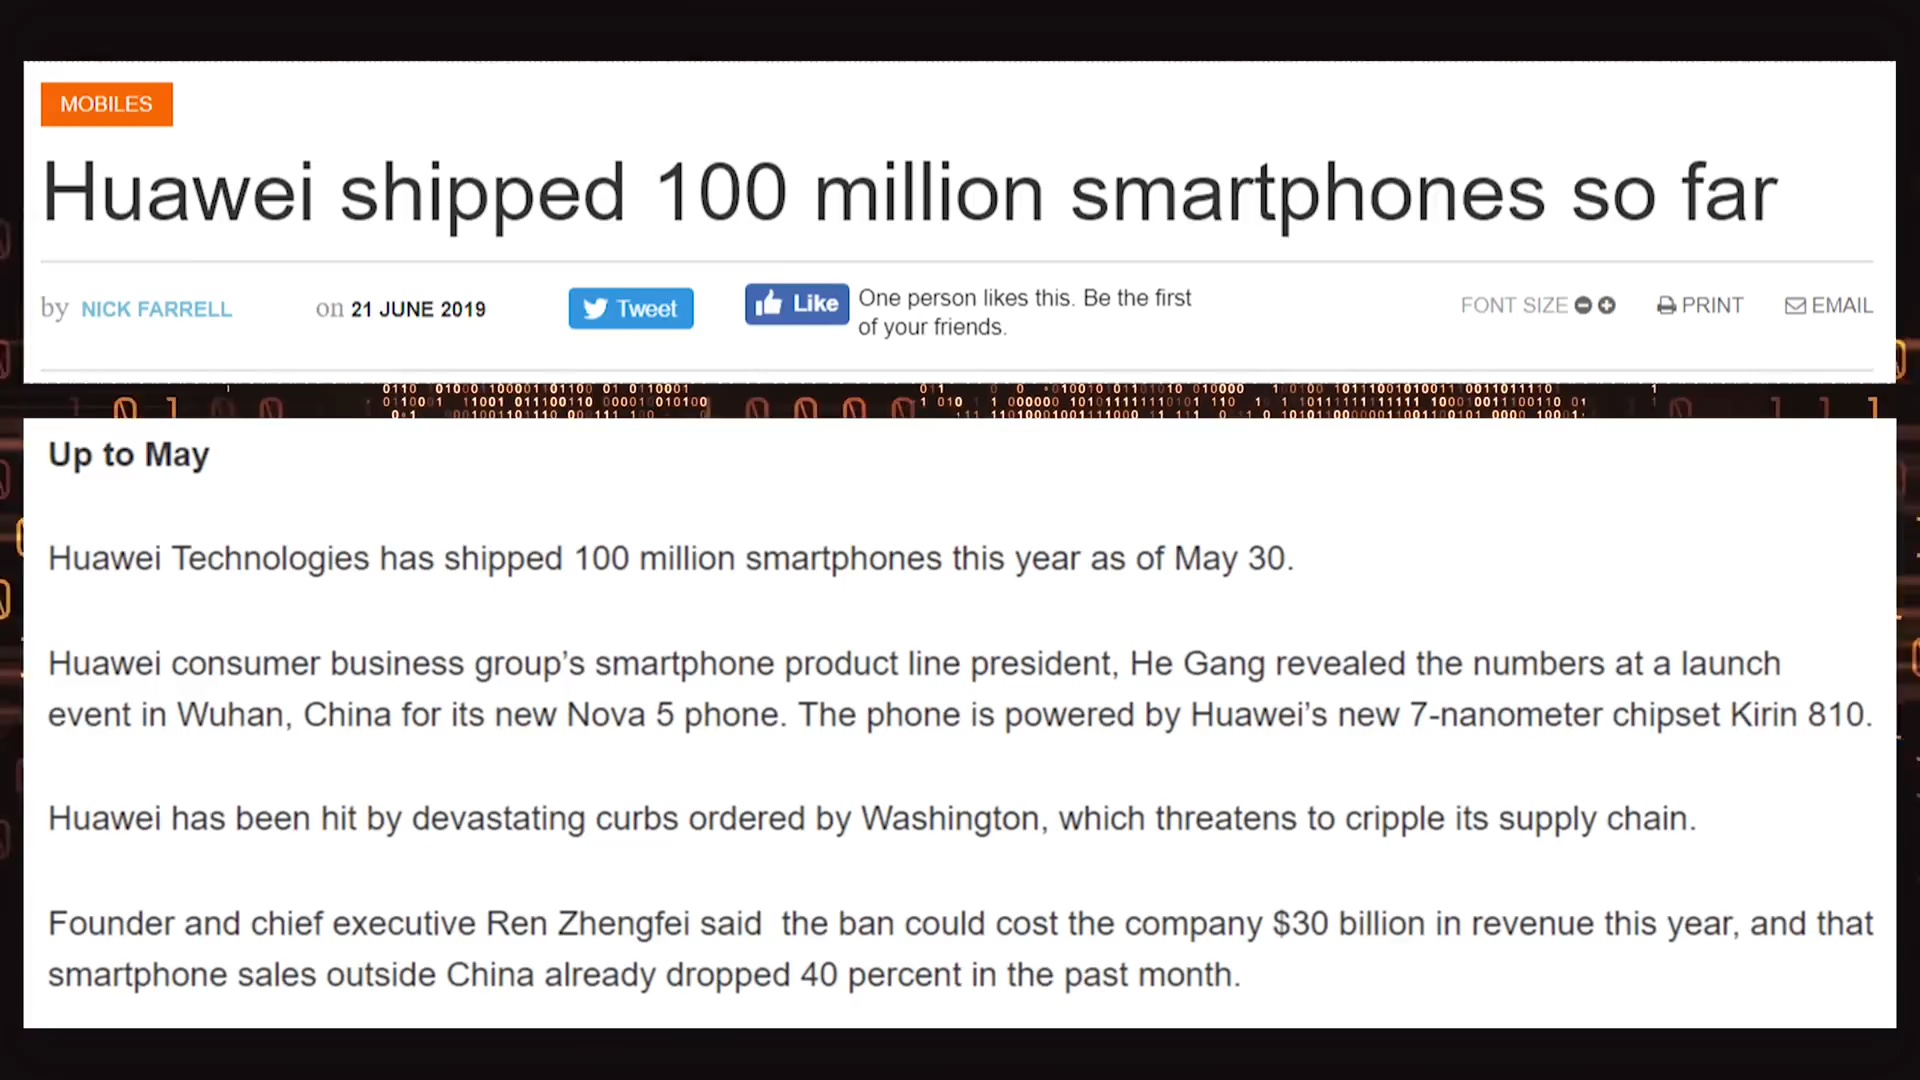 MOBILES
Huawei shipped 100 million smartphones so far
by NICK FARRELL on 21 JUNE 2019 Tweet Like One person likes this. Be the first of your friends. FONT SIZE PRINT EMAIL
Up to May
Huawei Technologies has shipped 100 million smartphones this year as of May 30.
Huawei consumer business group’s smartphone product line president, He Gang revealed the numbers at a launch
event in Wuhan, China for its new Nova 5 phone. The phone is powered by Huawei’s new 7-nanometer chipset Kirin 810.
Huawei has been hit by devastating curbs ordered by Washington, which threatens to cripple its supply chain.
Founder and chief executive Ren Zhengfei said  the ban could cost the company $30 billion in revenue this year, and that
smartphone sales outside China already dropped 40 percent in the past month.